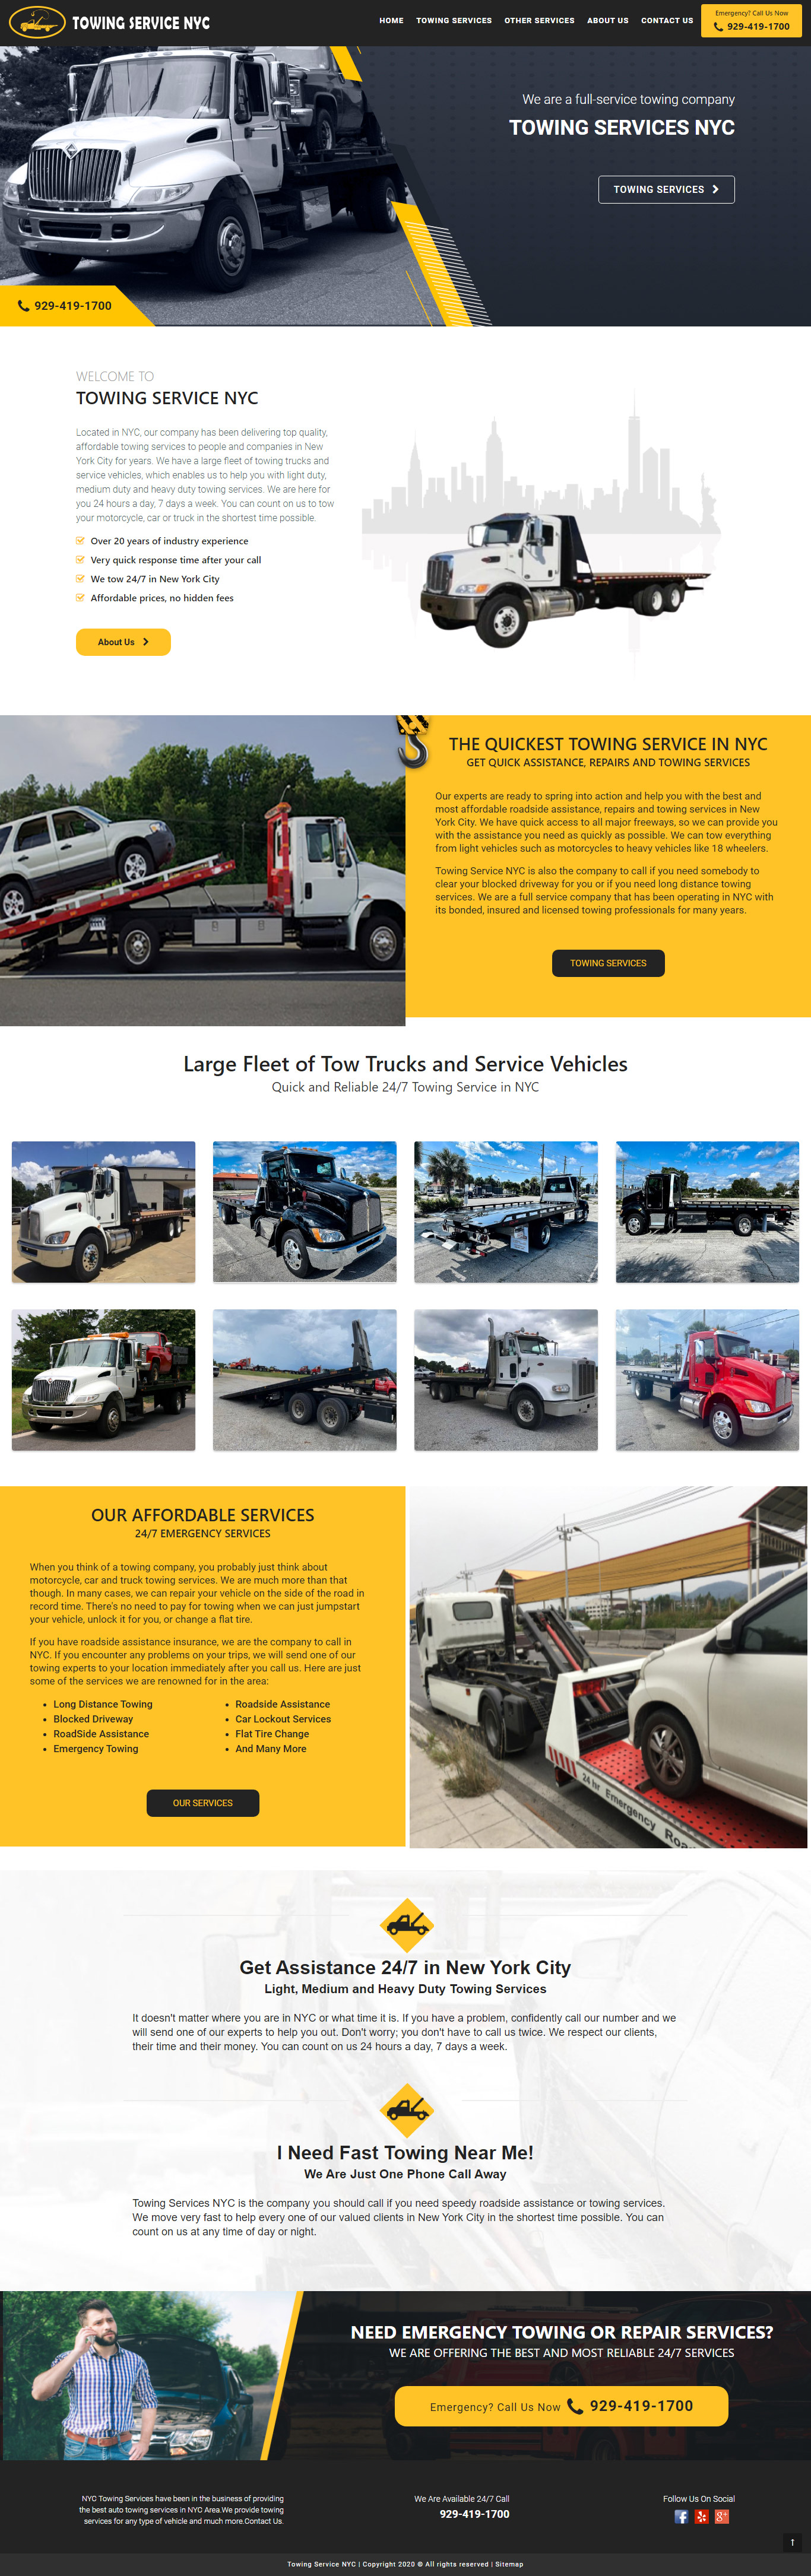 TOWING SERVICE NYC
HOME TOWING SERVICES OTHER SERVICES ABOUT US CONTACT US
Emergency? Call Us Now
929-419-1700
We are a full-service towing company
TOWING SERVICES NYC
TOWING SERVICES
929-419-1700
WELCOME TO
TOWING SERVICE NYC
Located in NYC, our company has been delivering top quality,
affordable towing services to people and companies in New
York City for years. We have a large fleet of towing trucks and
service vehicles, which enables us to help you with light duty,
medium duty and heavy duty towing services. We are here for
you 24 hours a day, 7 days a week. You can count on us to tow
your motorcycle, car or truck in the shortest time possible.
Over 20 years of industry experience
Very quick response time after your call
We tow 24/7 in New York City
Affordable prices, no hidden fees
About Us
THE QUICKEST TOWING SERVICE IN NYC
GET QUICK ASSISTANCE, REPAIRS AND TOWING SERVICES
Our experts are ready to spring into action and help you with the best and
most affordable roadside assistance, repairs and towing services in New
York City. We have quick access to all major freeways, so we can provide you
with the assistance you need as quickly as possible. We can tow everything
from light vehicles such as motorcycles to heavy vehicles like 18 wheelers.
Towing Service NYC is also the company to call if you need somebody to
clear your blocked driveway for you or if you need long distance towing
services. We are a full service company that has been operating in NYC with
its bonded, insured and licensed towing professionals for many years.
TOWING SERVICES
Large Fleet of Tow Trucks and Service Vehicles
Quick and Reliable 24/7 Towing Service in NYC
OUR AFFORDABLE SERVICES
24/7 EMERGENCY SERVICES
When you think of a towing company, you probably just think about
motorcycle, car and truck towing services. We are much more than that
though. In many cases, we can repair your vehicle on the side of the road in
record time. There's no need to pay for towing when we can just jumpstart
your vehicle, unlock it for you, or change a flat tire.
If you have roadside assistance insurance, we are the company to call in
NYC. If you encounter any problems on your trips, we will send one of our
towing experts to your location immediately after you call us. Here are just
some of the services we are renowned for in the area:
Long Distance Towing
Blocked Driveway
RoadSide Assistance
Emergency Towing
Roadside Assistance
Car Lockout Services
Flat Tire Change
And Many More
OUR SERVICES
24 hr Emergency Roa
Get Assistance 24/7 in New York City
Light, Medium and Heavy Duty Towing Services
It doesn't matter where you are in NYC or what time it is. If you have a problem, confidently call our number and we
will send one of our experts to help you out. Don't worry; you don't have to call us twice. We respect our clients,
their time and their money. You can count on us 24 hours a day, 7 days a week.
I Need Fast Towing Near Me!
We Are Just One Phone Call Away
Towing Services NYC is the company you should call if you need speedy roadside assistance or towing services.
We move very fast to help every one of our valued clients in New York City in the shortest time possible. You can
count on us at any time of day or night.
NEED EMERGENCY TOWING OR REPAIR SERVICES?
WE ARE OFFERING THE BEST AND MOST RELIABLE 24/7 SERVICES
Emergency? Call Us Now 929-419-1700
NYC Towing Services have been in the business of providing
the best auto towing services in NYC Area.We provide towing
services for any type of vehicle and much more.Contact Us.
We Are Available 24/7 Call
929-419-1700
Follow Us On Social
Towing Service NYC | Copyright 2020 © All rights reserved | Sitemap